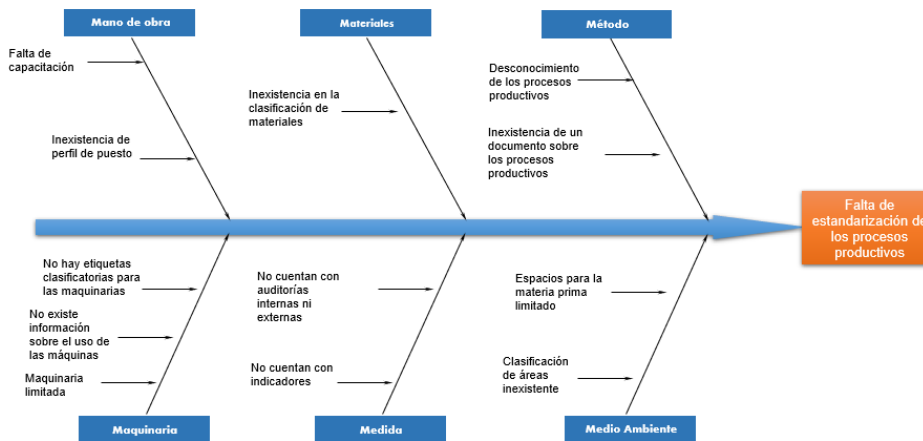 Mano de obra
Materiales
Método
Falta de
capacitación
Inexistencia de
perfil de puesto
Inexistencia en la
clasificación de
materiales
Desconocimiento
de los procesos
productivos
Inexistencia de un
documento sobre
los procesos
productivos
Falta de
estandarización de
los procesos
productivos
No hay etiquetas
clasificatorias para
las maquinarias
No existe
información
sobre el uso de
las máquinas
Maquinaria
limitada
No cuentan con
auditorías
internas ni
externas
No cuentan con
indicadores
Espacios para la
materia prima
limitado
Clasificación
de áreas
inexistente
Maquinaria
Medida
Medio Ambiente